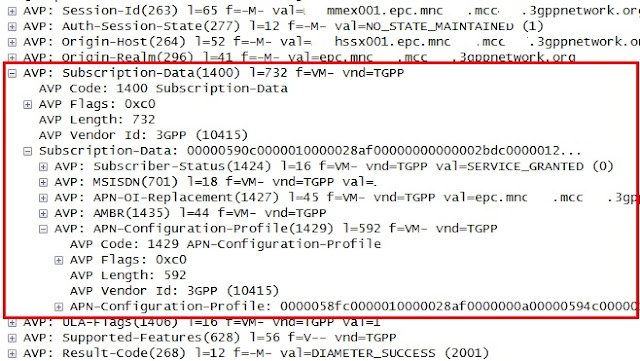 AVP: Session-Id(263) l=65 f=-M- val= mmex001.epc.mnc .mcc .3gppnetwork.org
AVP: Auth-Session-State(277) l=12 f=-M- val=NO_STATE_MAINTAINED (1)
AVP: Origin-Host(264) l=52 f=-M- val= hssx001.epc.mnc .mcc .3gppnetwork.org
AVP: Origin-Realm(296) l=41 f=-M- val=epc.mnc .mcc .3gppnetwork.org
AVP: Subscription-Data(1400) l=732 f=VM- vnd=TGPP
AVP Code: 1400 Subscription-Data
AVP Flags: 0xc0
AVP Length: 732
AVP Vendor Id: 3GPP (10415)
Subscription-Data: 00000590c0000010000028af00000000000002bdc0000012...
AVP: Subscriber-Status(1424) l=16 f=VM- vnd=TGPP val=SERVICE_GRANTED (0)
AVP: MSISDN(701) l=18 f=VM- vnd=TGPP val=.
AVP: APN-OI-Replacement(1427) l=45 f=VM- vnd=TGPP val=epc.mnc .mcc .3g
AVP: AMBR(1435) l=44 f=VM- vnd=TGPP
AVP: APN-Configuration-Profile(1429) l=592 f=VM- vnd=TGPP
AVP Code: 1429 APN-Configuration-Profile
AVP Flags: 0xc0
AVP Length: 592
AVP Vendor Id: 3GPP (10415)
APN-Configuration-Profile: 0000058fc0000010000028af0000000a00000594c0000
AVP: ULA-Flags(1406) l=16 f=VM- vnd=TGPP val=1
AVP: Supported-Features(628) l=56 f=V-- vnd=TGPP
AVP: Result-Code(268) l=12 f=-M- val=DIAMETER_SUCCESS (2001)